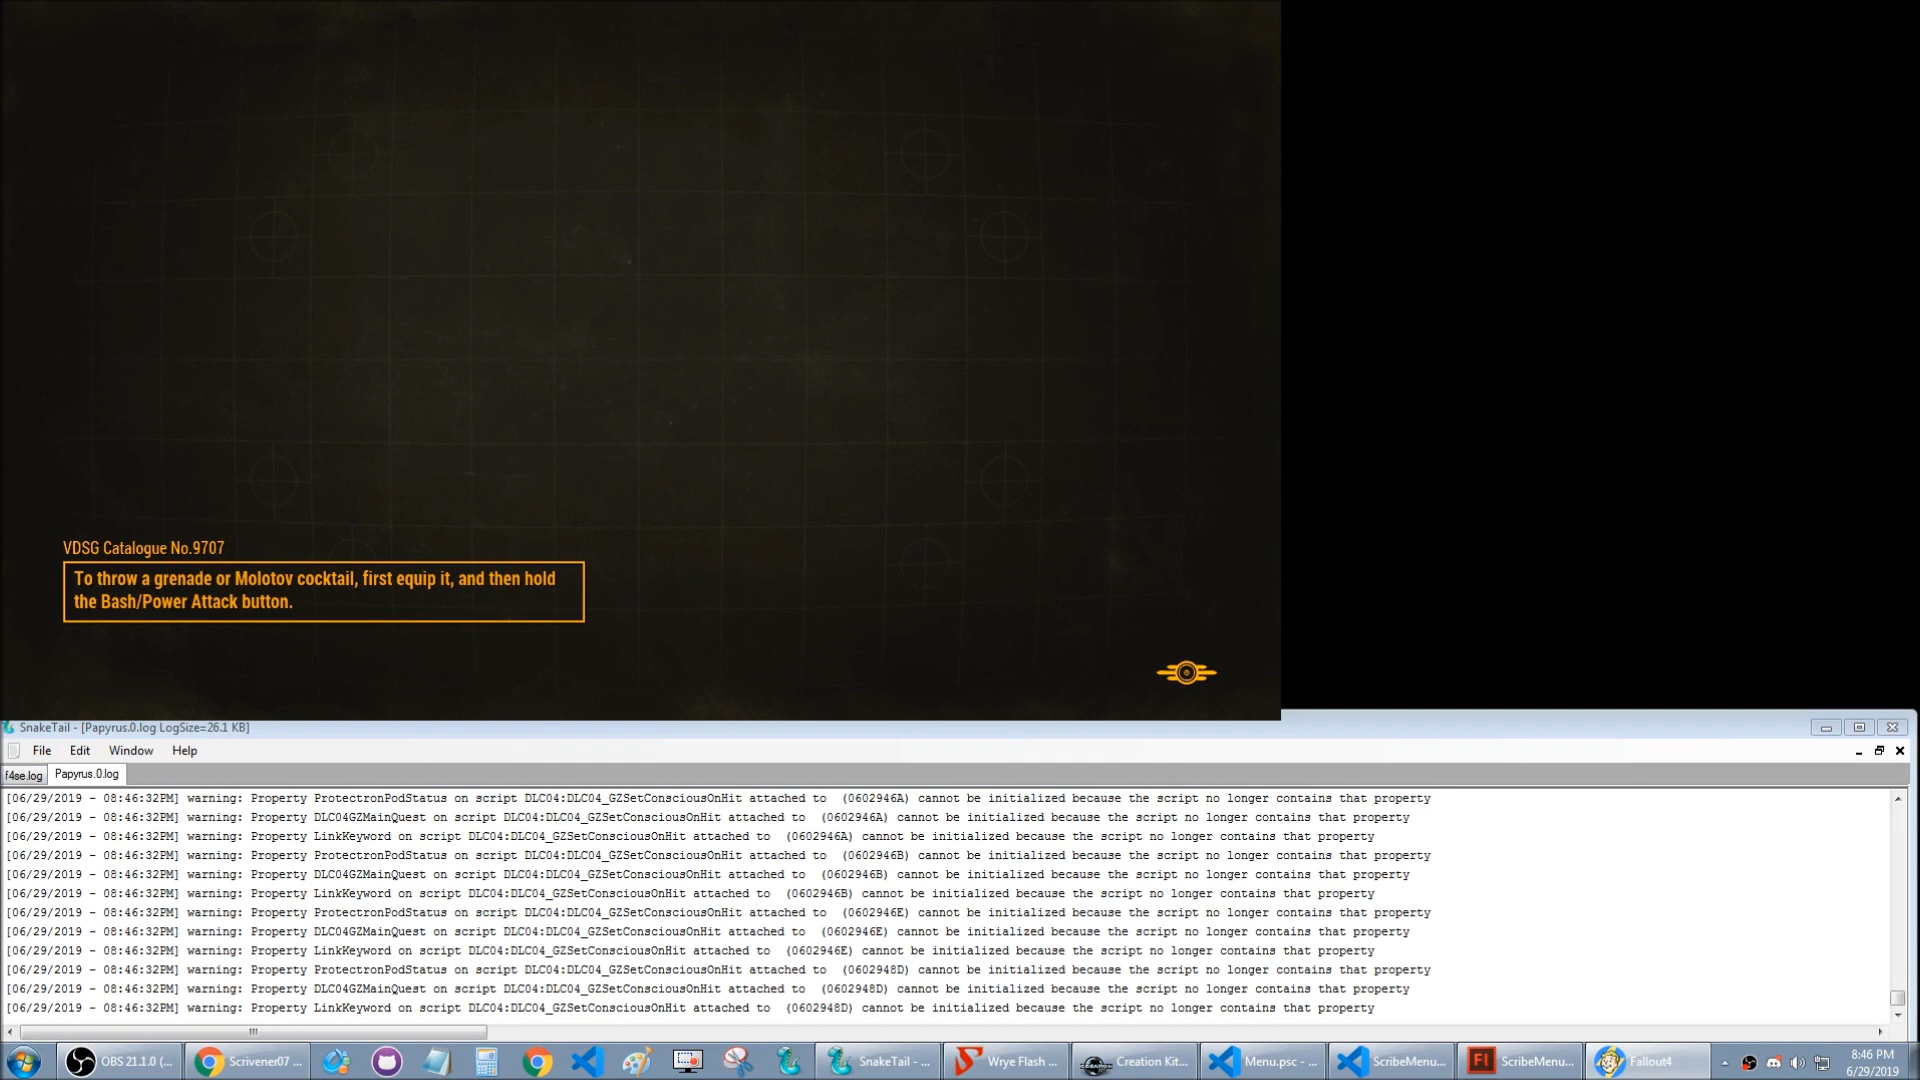 VDSG Catalogue No.9707
To throw a grenade or Molotov cocktail, first equip it, and then hold
the Bash/Power Attack button.
SnakeTail - [Papyrus.0.log LogSize=26.1 KB]
File Edit Window Help
f4se.log Papyrus.0.log
[06/29/2019 - 08:46:32PM] warning: Property ProtectronPodStatus on script DLC04:DLC04_GZSetConsciousOnHit attached to  (0602946A) cannot be initialized because the script no longer contains that property
[06/29/2019 - 08:46:32PM] warning: Property DLC04GZMainQuest on script DLC04:DLC04_GZSetConsciousOnHit attached to  (0602946A) cannot be initialized because the script no longer contains that property
[06/29/2019 - 08:46:32PM] warning: Property LinkKeyword on script DLC04:DLC04_GZSetConsciousOnHit attached to  (0602946A) cannot be initialized because the script no longer contains that property
[06/29/2019 - 08:46:32PM] warning: Property ProtectronPodStatus on script DLC04:DLC04_GZSetConsciousOnHit attached to  (0602946B) cannot be initialized because the script no longer contains that property
[06/29/2019 - 08:46:32PM] warning: Property DLC04GZMainQuest on script DLC04:DLC04_GZSetConsciousOnHit attached to  (0602946B) cannot be initialized because the script no longer contains that property
[06/29/2019 - 08:46:32PM] warning: Property LinkKeyword on script DLC04:DLC04_GZSetConsciousOnHit attached to  (0602946B) cannot be initialized because the script no longer contains that property
[06/29/2019 - 08:46:32PM] warning: Property ProtectronPodStatus on script DLC04:DLC04_GZSetConsciousOnHit attached to  (0602946E) cannot be initialized because the script no longer contains that property
[06/29/2019 - 08:46:32PM] warning: Property DLC04GZMainQuest on script DLC04:DLC04_GZSetConsciousOnHit attached to  (0602946E) cannot be initialized because the script no longer contains that property
[06/29/2019 - 08:46:32PM] warning: Property LinkKeyword on script DLC04:DLC04_GZSetConsciousOnHit attached to  (0602946E) cannot be initialized because the script no longer contains that property
[06/29/2019 - 08:46:32PM] warning: Property ProtectronPodStatus on script DLC04:DLC04_GZSetConsciousOnHit attached to  (0602948D) cannot be initialized because the script no longer contains that property
[06/29/2019 - 08:46:32PM] warning: Property DLC04GZMainQuest on script DLC04:DLC04_GZSetConsciousOnHit attached to  (0602948D) cannot be initialized because the script no longer contains that property
[06/29/2019 - 08:46:32PM] warning: Property LinkKeyword on script DLC04:DLC04_GZSetConsciousOnHit attached to  (0602948D) cannot be initialized because the script no longer contains that property
OBS 21.1.0 (... Scrivener07 ... SnakeTail - ... Wrye Flash ... Creation Kit... Menu.psc - ... ScribeMenu... Fl ScribeMenu... Fallout4 8:46 PM
6/29/2019